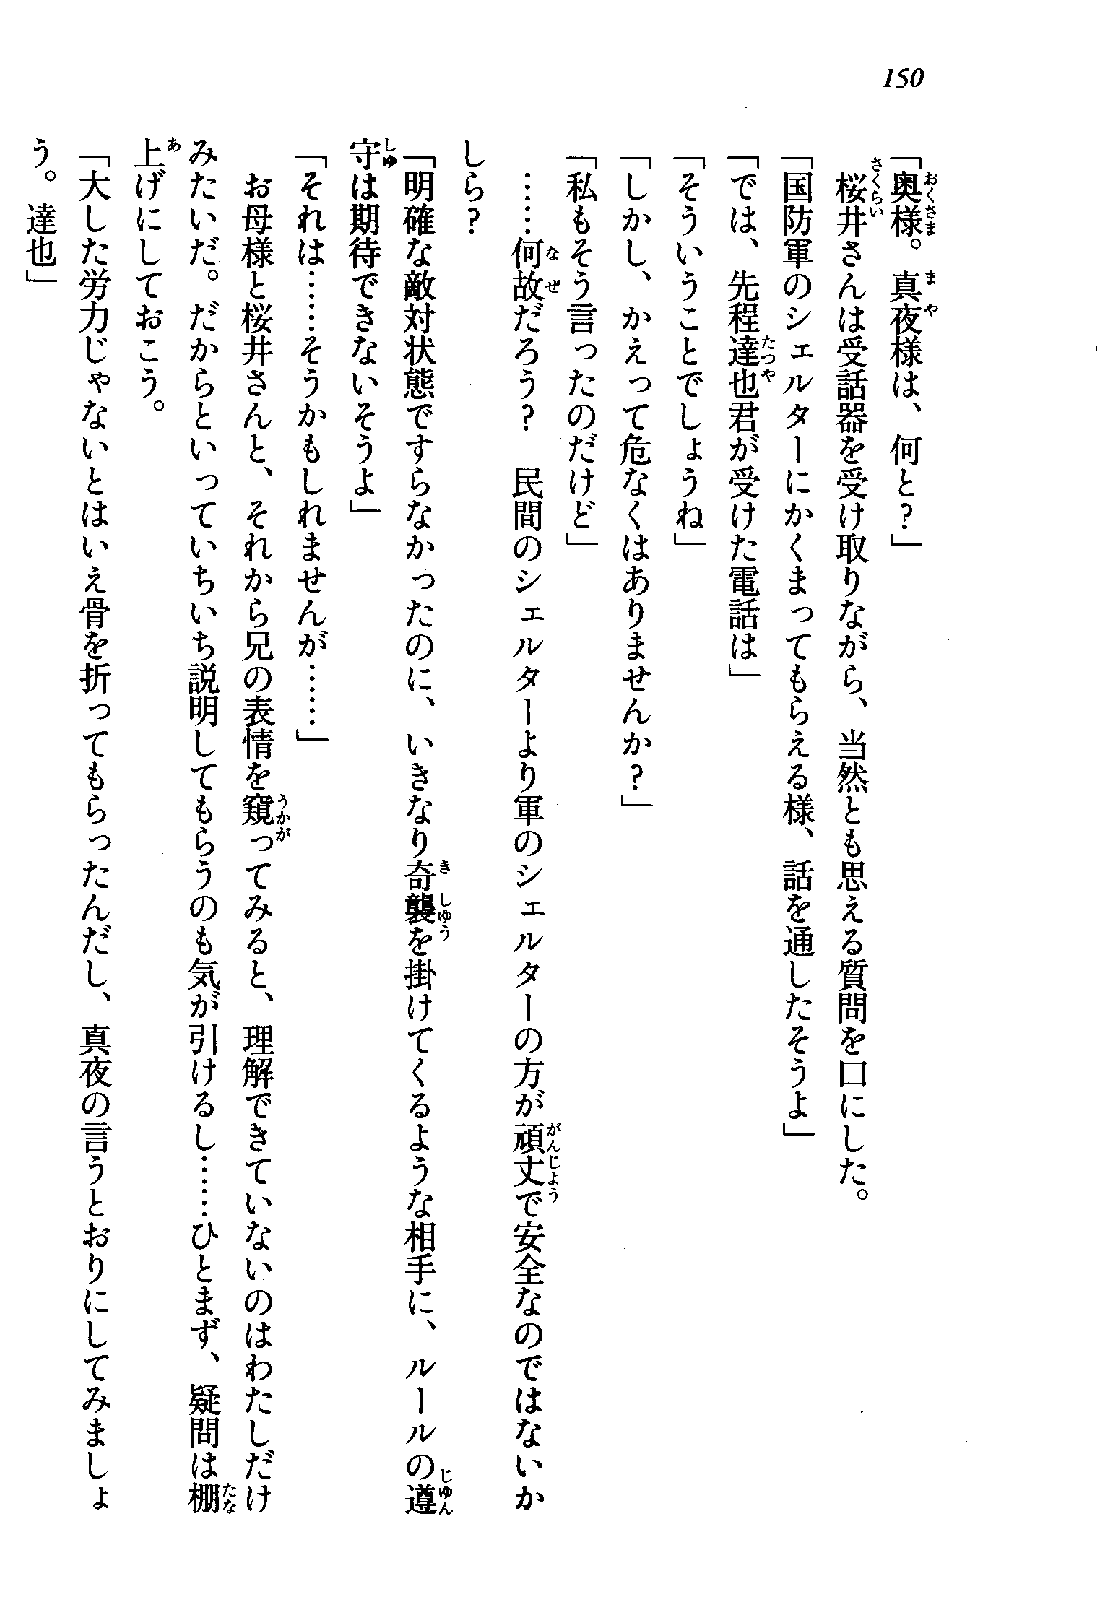 150
「奥様。真夜様は、何と？」
桜井さんは受話器を受け取りながら、当然とも思える質問を口にした。
「国防軍のシェルターにかくまってもらえる様、話を通したそうよ」
「では、先程達也君が受けた電話は」
「そういうことでしょうね」
「しかし、かえって危なくはありませんか？」
「私もそう言ったのだけど」
……何故だろう？　民間のシェルターより軍のシェルターの方が頑丈で安全なのではないか
しら？
「明確な敵対状態ですらなかったのに、いきなり奇襲を掛けてくるような相手に、ルールの遵
守は期待できないそうよ」
「それは……そうかもしれませんが……」
お母様と桜井さんと、それから兄の表情を窺ってみると、理解できていないのはわたしだけ
みたいだ。だからといっていちいち説明してもらうのも気が引けるし……ひとまず、疑問は棚
上げにしておこう。
「大した労力じゃないとはいえ骨を折ってもらったんだし、真夜の言うとおりにしてみましょ
う。達也」